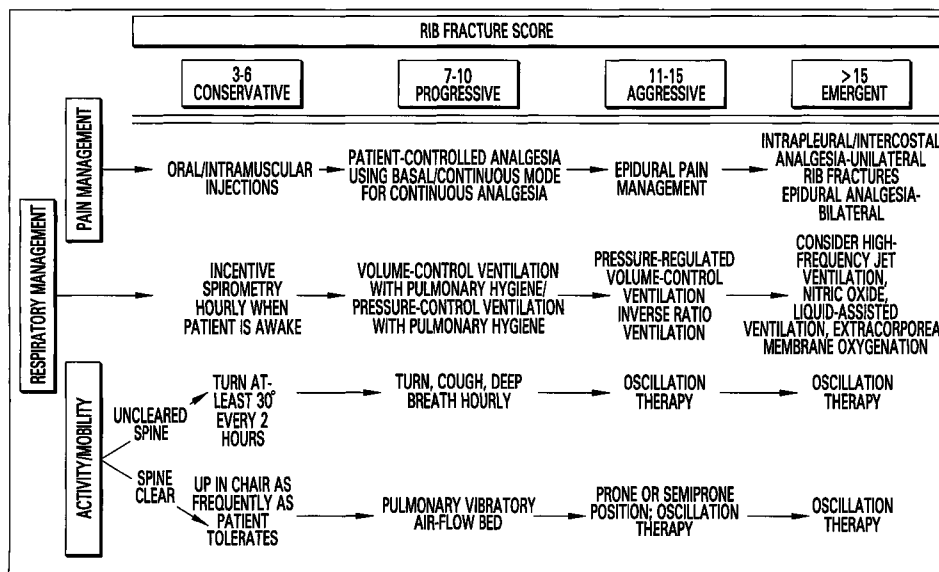 RIB FRACTURE SCORE
3-6
CONSERVATIVE
7-10
PROGRESSIVE
11-15
AGGRESSIVE
>15
EMERGENT
PAIN MANAGEMENT
ORAL/INTRAMUSCULAR
INJECTIONS
PATIENT-CONTROLLED ANALGESIA
USING BASAL/CONTINUOUS MODE
FOR CONTINUOUS ANALGESIA
EPIDURAL PAIN
MANAGEMENT
INTRAPLEURAL/INTERCOSTAL
ANALGESIA-UNILATERAL
RIB FRACTURES
EPIDURAL ANALGESIA-
BILATERAL
RESPIRATORY MANAGEMENT
INCENTIVE
SPIROMETRY
HOURLY WHEN
PATIENT IS AWAKE
VOLUME-CONTROL VENTILATION
WITH PULMONARY HYGIENE/
PRESSURE-CONTROL VENTILATION
WITH PULMONARY HYGIENE
PRESSURE-REGULATED
VOLUME-CONTROL
VENTILATION
INVERSE RATIO
VENTILATION
CONSIDER HIGH-
FREQUENCY JET
VENTILATION,
NITRIC OXIDE,
LIQUID-ASSISTED
VENTILATION, EXTRACORPOREA
MEMBRANE OXYGENATION
ACTIVITY/MOBILITY
UNCLEARED
SPINE
TURN AT-
LEAST 30°
EVERY 2
HOURS
TURN, COUGH, DEEP
BREATH HOURLY
OSCILLATION
THERAPY
OSCILLATION
THERAPY
SPINE
CLEAR
UP IN CHAIR AS
FREQUENTLY AS
PATIENT
TOLERATES
PULMONARY VIBRATORY
AIR-FLOW BED
PRONE OR SEMIPRONE
POSITION; OSCILLATION
THERAPY
OSCILLATION
THERAPY